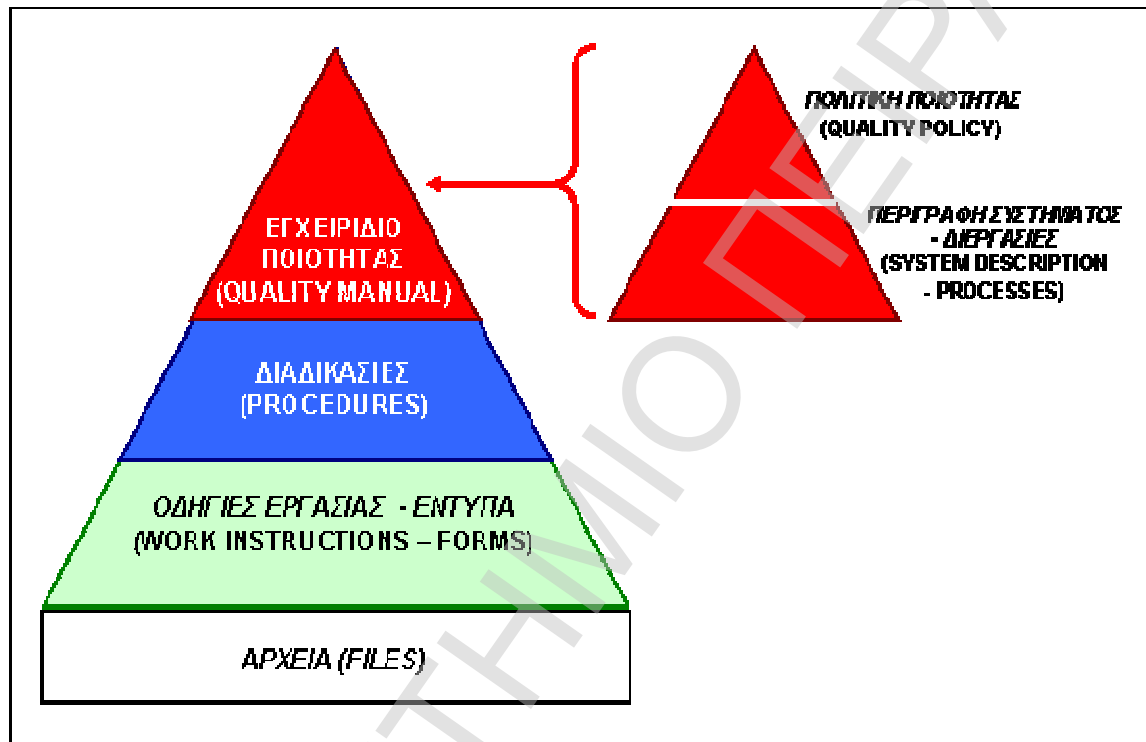 ΕΓΧΕΙΡΙΔΙΟ
ΠΟΙΟΤΗΤΑΣ
(QUALITY MANUAL)
ΔΙΑΔΙΚΑΣΙΕΣ
(PROCEDURES)
ΟΔΗΓΙΕΣ ΕΡΓΑΣΙΑΣ - ΕΝΤΥΠΑ
(WORK INSTRUCTIONS – FORMS)
ΑΡΧΕΙΑ (FILES)
ΠΟΛΙΤΙΚΗ ΠΟΙΟΤΗΤΑΣ
(QUALITY POLICY)
ΠΕΡΙΓΡΑΦΗ ΣΥΣΤΗΜΑΤΟΣ
- ΔΙΕΡΓΑΣΙΕΣ
(SYSTEM DESCRIPTION
- PROCESSES)